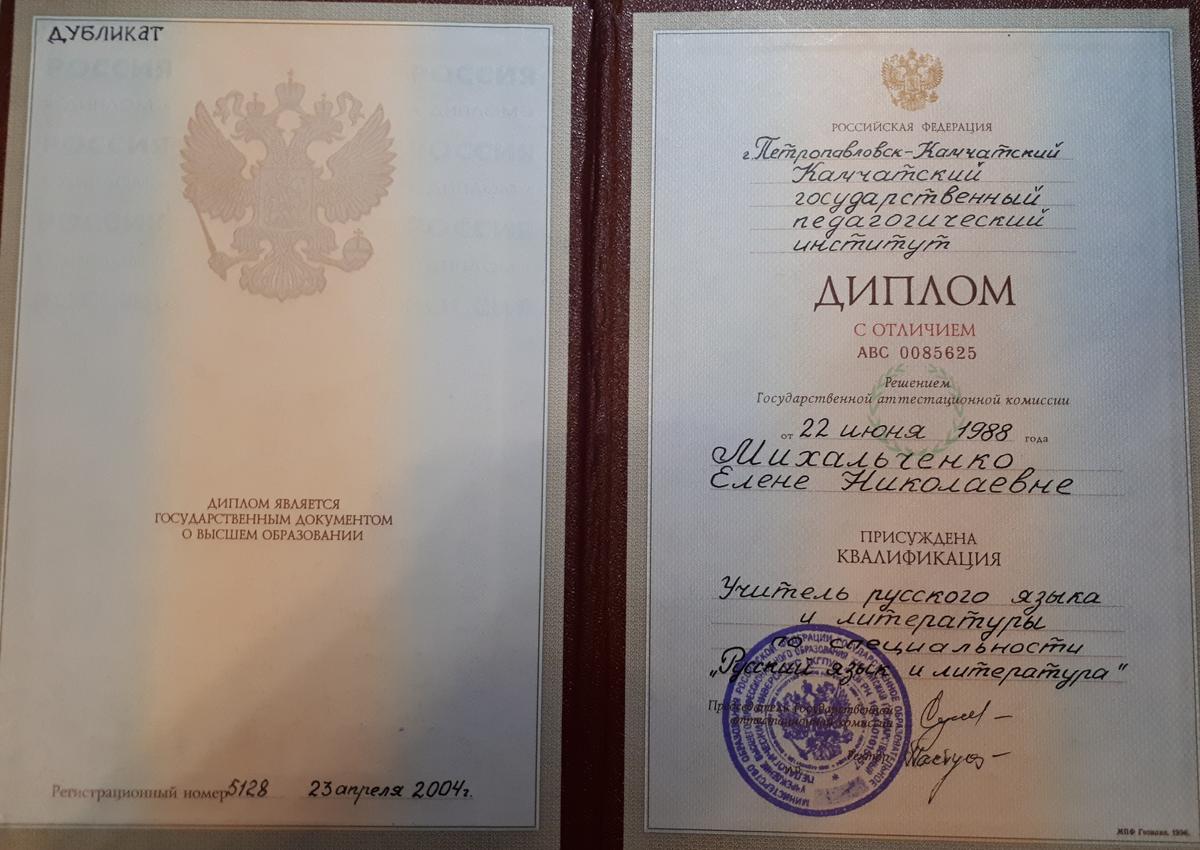 ДУБЛИКАТ
ДИПЛОМ ЯВЛЯЕТСЯ
ГОСУДАРСТВЕННЫМ ДОКУМЕНТОМ
О ВЫСШЕМ ОБРАЗОВАНИИ
Регистрационный номер 5128 23 апреля 2004 г.
РОССИЙСКАЯ ФЕДЕРАЦИЯ
г. Петропавловск-Камчатский
Камчатский
государственный
педагогический
институт
ДИПЛОМ
С ОТЛИЧИЕМ
АВС 0085625
Решением
Государственной аттестационной комиссии
от 22 июня 1988 года
Михальченко
Елене Николаевне
ПРИСУЖДЕНА
КВАЛИФИКАЦИЯ
Учитель русского языка
и литературы
по специальности
„Русский язык и литература"
Председатель Государственной
аттестационной комиссии
Ректор
МПФ Гознака. 1996.